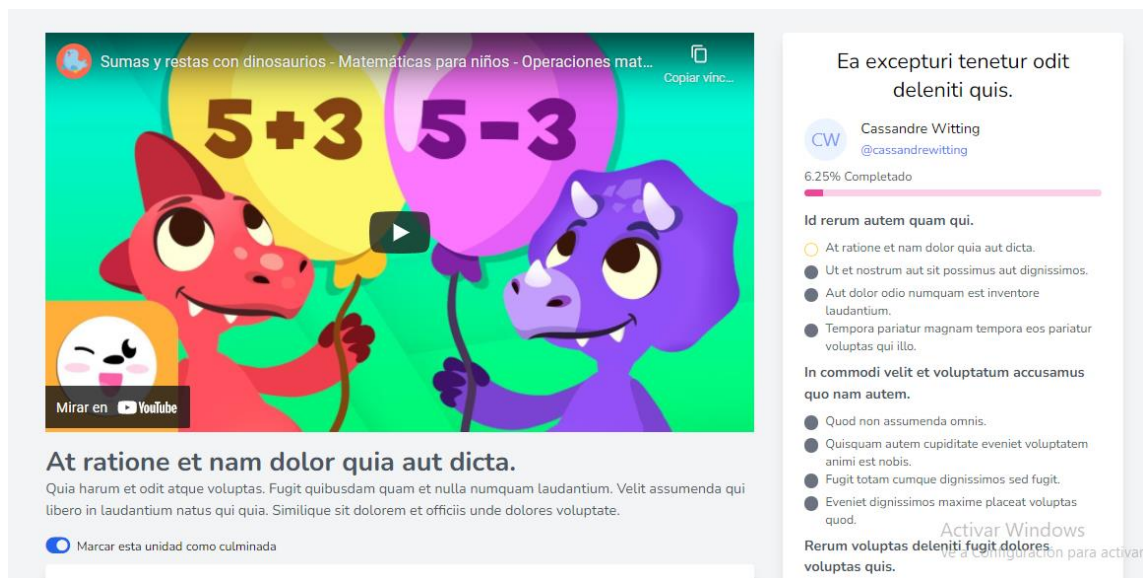 Sumas y restas con dinosaurios - Matemáticas para niños - Operaciones mat...
Copiar vínc...
5+3 5-3
Mirar en YouTube
At ratione et nam dolor quia aut dicta.
Quia harum et odit atque voluptas. Fugit quibusdam quam et nulla numquam laudantium. Velit assumenda qui
libero in laudantium natus qui quia. Similique sit dolorem et officiis unde dolores voluptate.
Marcar esta unidad como culminada
Ea excepturi tenetur odit
deleniti quis.
CW
Cassandre Witting
@cassandrewitting
6.25% Completado
Id rerum autem quam qui.
At ratione et nam dolor quia aut dicta.
Ut et nostrum aut sit possimus aut dignissimos.
Aut dolor odio numquam est inventore
laudantium.
Tempora pariatur magnam tempora eos pariatur
voluptas qui illo.
In commodi velit et voluptatum accusamus
quo nam autem.
Quod non assumenda omnis.
Quisquam autem cupiditate eveniet voluptatem
animi est nobis.
Fugit totam cumque dignissimos sed fugit.
Eveniet dignissimos maxime placeat voluptas
quod.
Activar Windows
Rerum voluptas deleniti fugit dolores
Ve a Configuración para activar
voluptas quis.